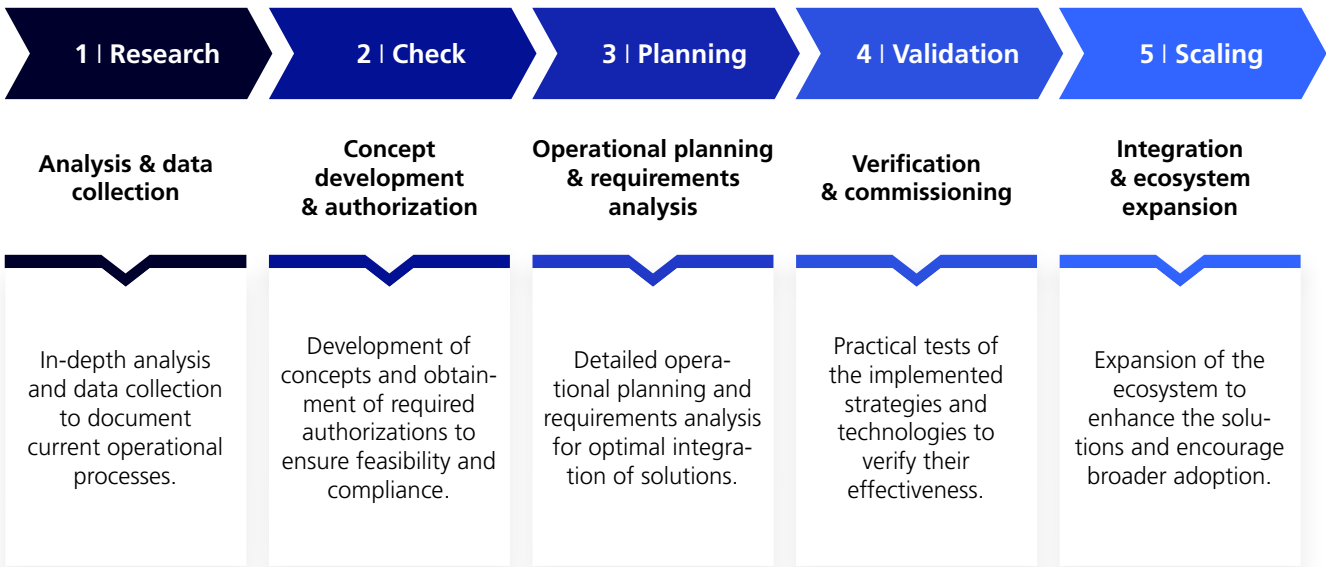 1 | Research
2 | Check
3 | Planning
4 | Validation
5 | Scaling
Analysis & data
collection
Concept
development
& authorization
Operational planning
& requirements
analysis
Verification
& commissioning
Integration
& ecosystem
expansion
In-depth analysis
and data collection
to document
current operational
processes.
Development of
concepts and obtain-
ment of required
authorizations to
ensure feasibility and
compliance.
Detailed opera-
tional planning and
requirements analysis
for optimal integra-
tion of solutions.
Practical tests of
the implemented
strategies and
technologies to
verify their
effectiveness.
Expansion of the
ecosystem to
enhance the solu-
tions and encourage
broader adoption.